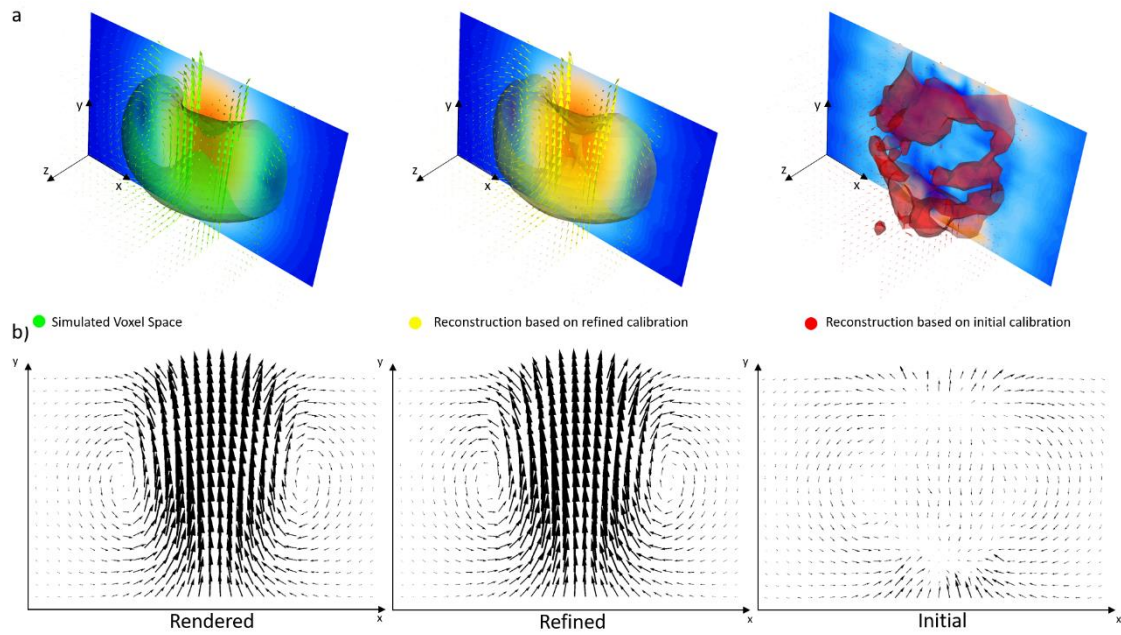 a
y
z
x
y
z
x
y
z
x
Simulated Voxel Space
Reconstruction based on refined calibration
Reconstruction based on initial calibration
b)
y
y
y
x
x
x
Rendered
Refined
Initial